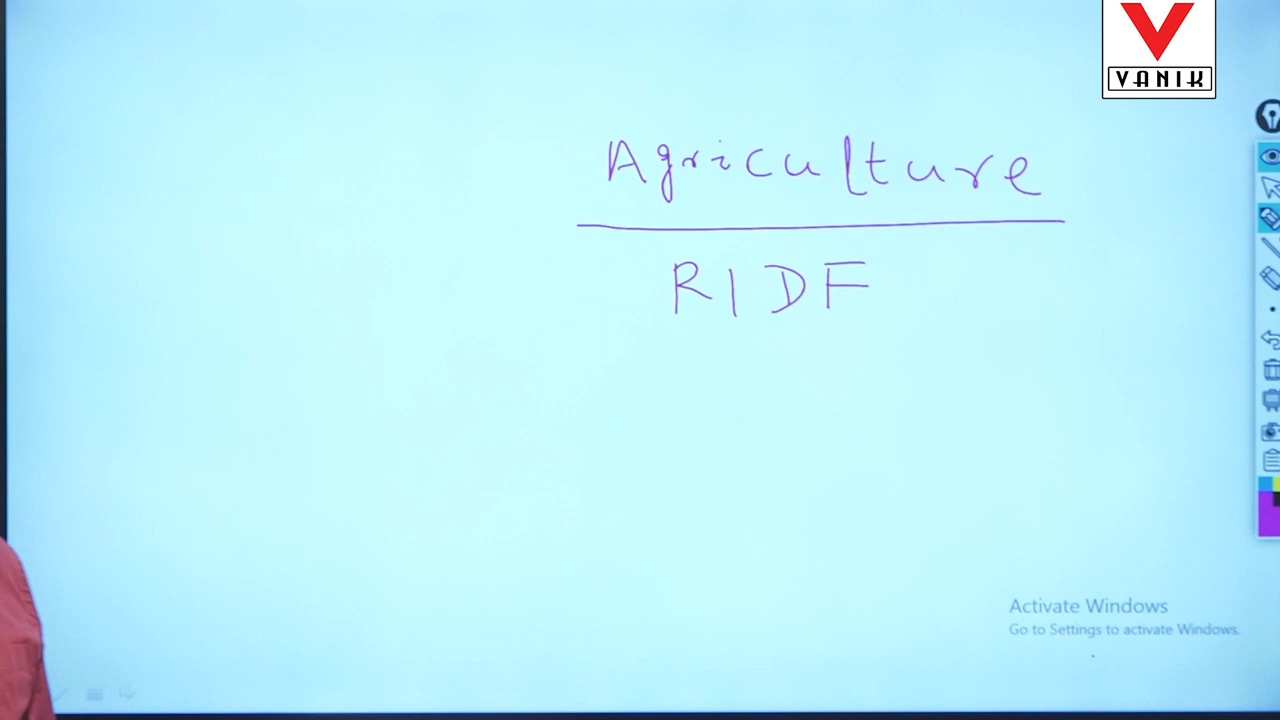 VANIK
Agriculture
RIDF
Activate Windows
Go to Settings to activate Windows.